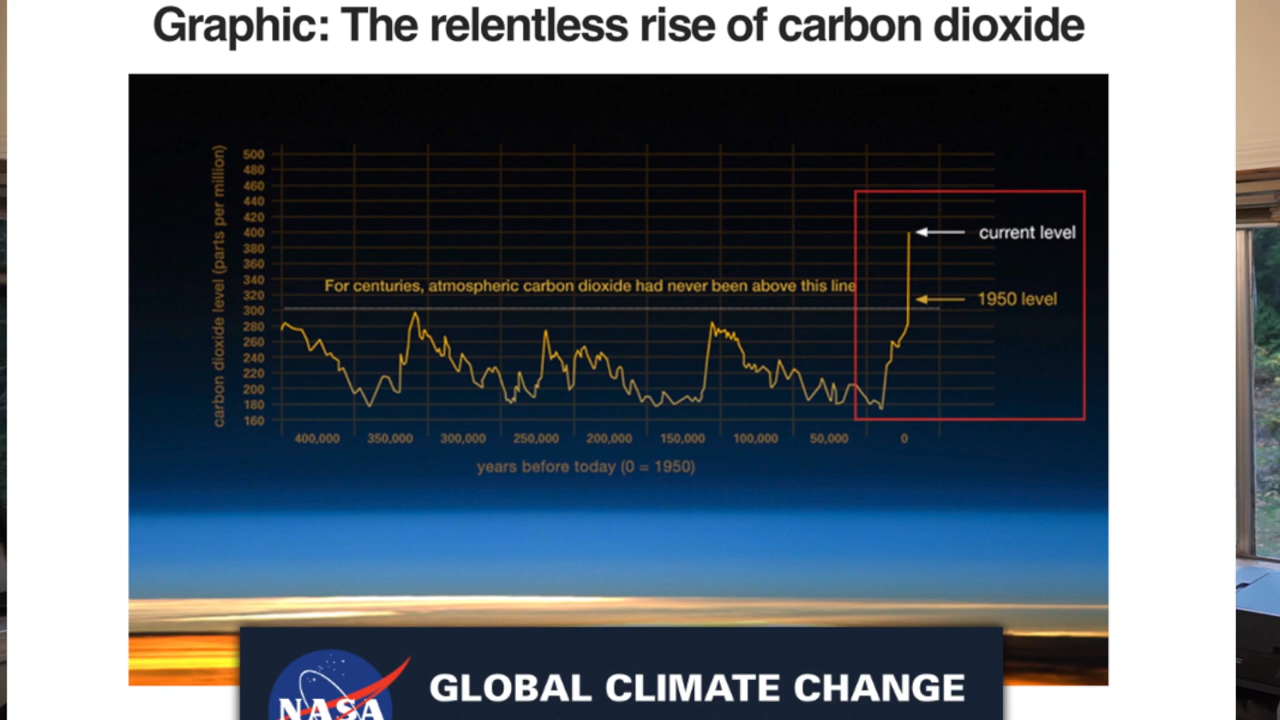 Graphic: The relentless rise of carbon dioxide
carbon dioxide level (parts per million)
500
480
460
440
420
400
380
360
340
320
300
280
260
240
220
200
180
160
For centuries, atmospheric carbon dioxide had never been above this line
current level
1950 level
400,000 350,000 300,000 250,000 200,000 150,000 100,000 50,000 0
years before today (0 = 1950)
NASA
GLOBAL CLIMATE CHANGE